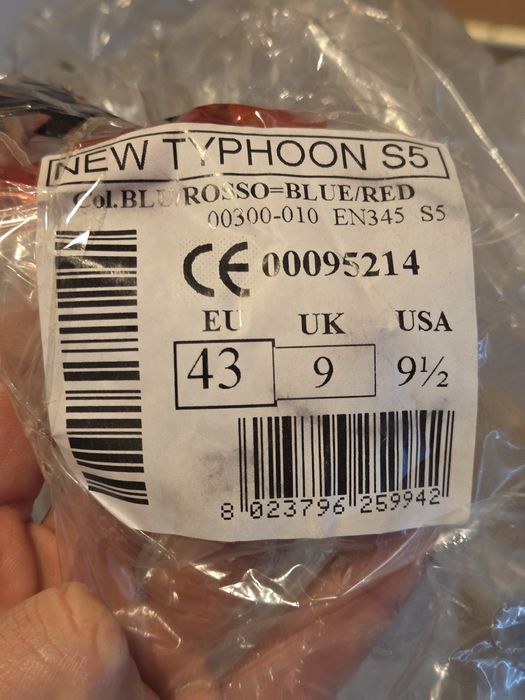 NEW TYPHOON S5
Col.BLU/ROSSO=BLUE/RED
00300-010 EN345 S5
CE 00095214
EU UK USA
43 9 9½
8 023796 259942